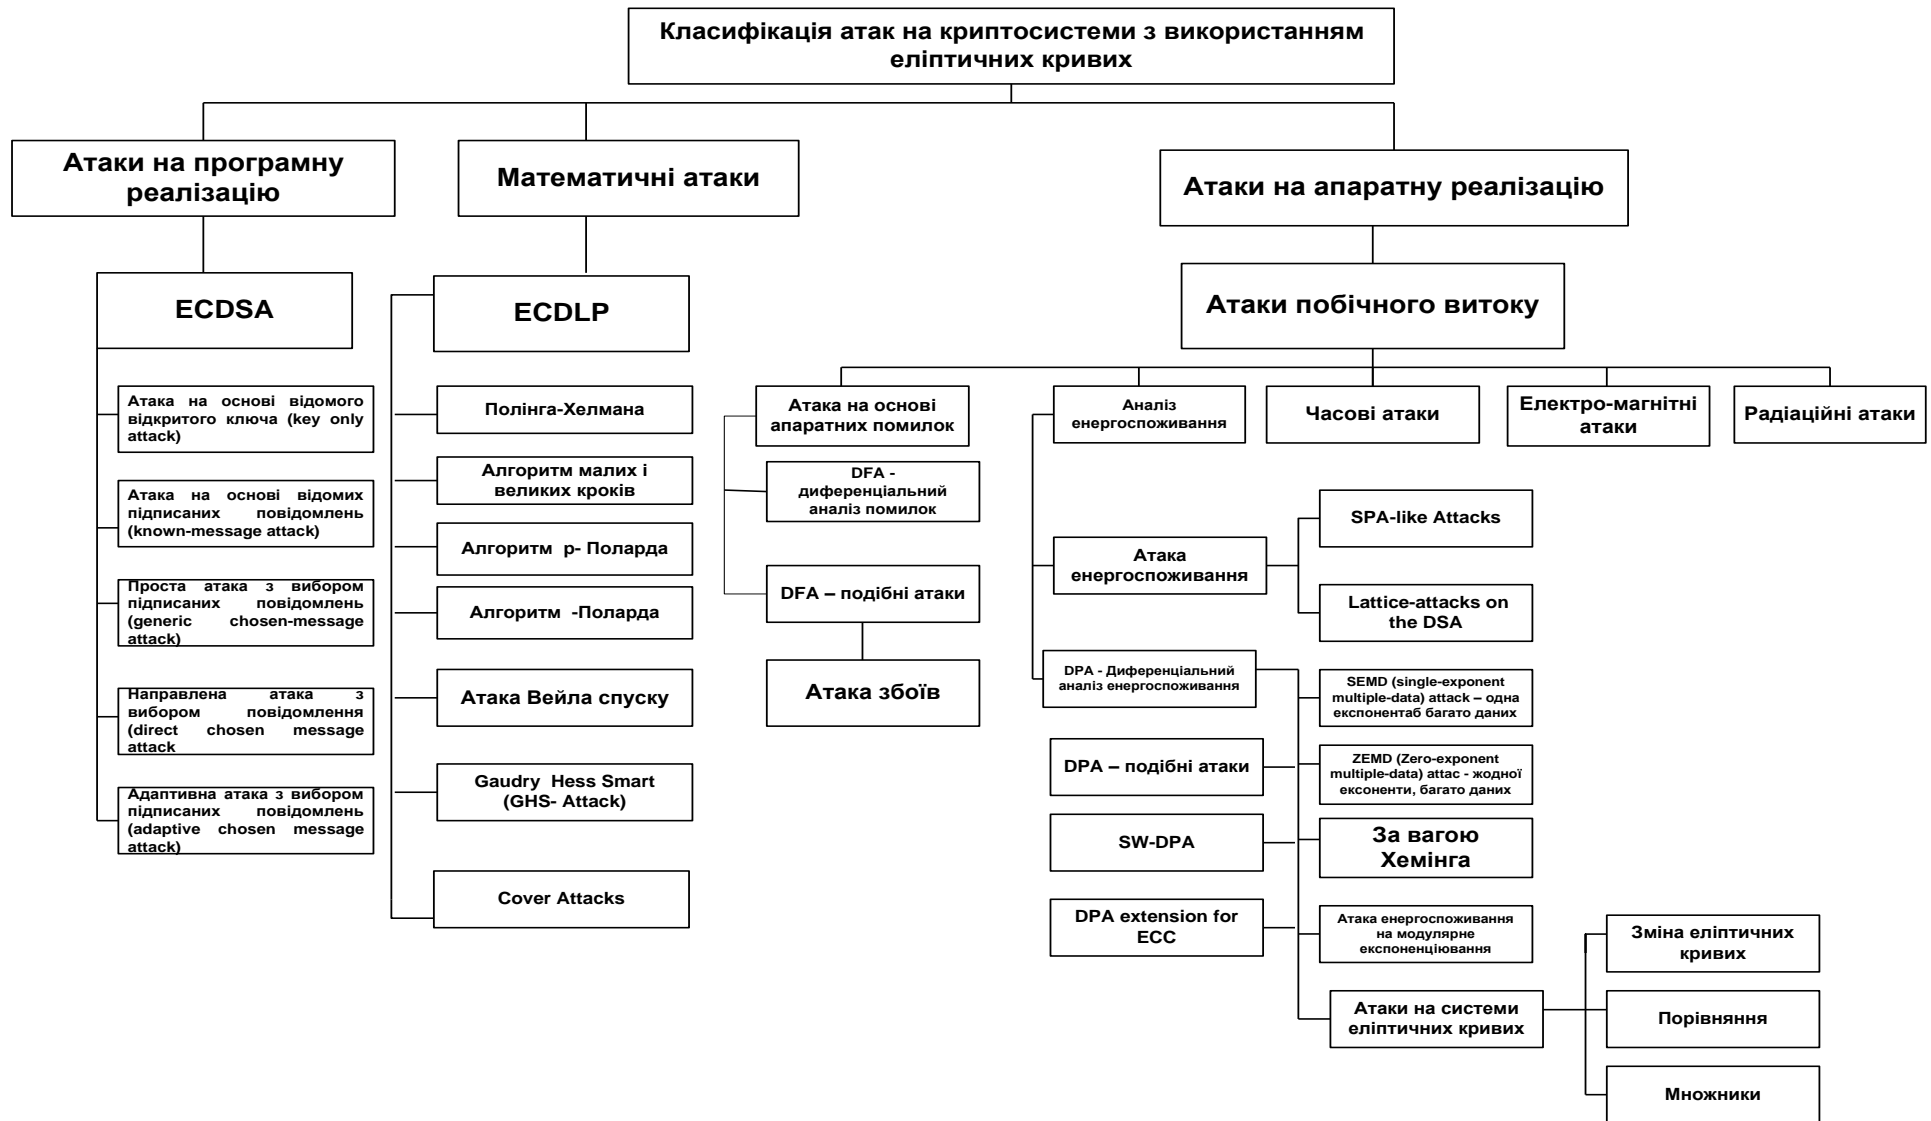 Класифікація атак на криптосистеми з використанням
еліптичних кривих
Атаки на програмну
реалізацію
Математичні атаки
Атаки на апаратну реалізацію
ECDSA
ECDLP
Атаки побічного витоку
Атака на основі відомого
відкритого ключа (key only
attack)
Атака на основі відомих
підписаних повідомлень
(known-message attack)
Проста атака з вибором
підписаних повідомлень
(generic chosen-message
attack)
Направлена атака з
вибором повідомлення
(direct chosen message
attack
Адаптивна атака з вибором
підписаних повідомлень
(adaptive chosen message
attack)
Полінга-Хелмана
Алгоритм малих і
великих кроків
Алгоритм р- Поларда
Алгоритм -Поларда
Атака Вейла спуску
Gaudry Hess Smart
(GHS- Attack)
Cover Attacks
Атака на основі
апаратних помилок
DFA -
диференціальний
аналіз помилок
DFA – подібні атаки
Атака збоїв
Аналіз
енергоспоживання
Часові атаки
Електро-магнітні
атаки
Радіаційні атаки
Атака
енергоспоживання
SPA-like Attacks
Lattice-attacks on
the DSA
DPA - Диференціальний
аналіз енергоспоживання
DPA – подібні атаки
SW-DPA
DPA extension for
ECC
SEMD (single-exponent
multiple-data) attack – одна
експонентаб багато даних
ZEMD (Zero-exponent
multiple-data) attac - жодної
ексоненти, багато даних
За вагою
Хемінга
Атака енергоспоживання
на модулярне
експоненціювання
Атаки на системи
еліптичних кривих
Зміна еліптичних
кривих
Порівняння
Множники